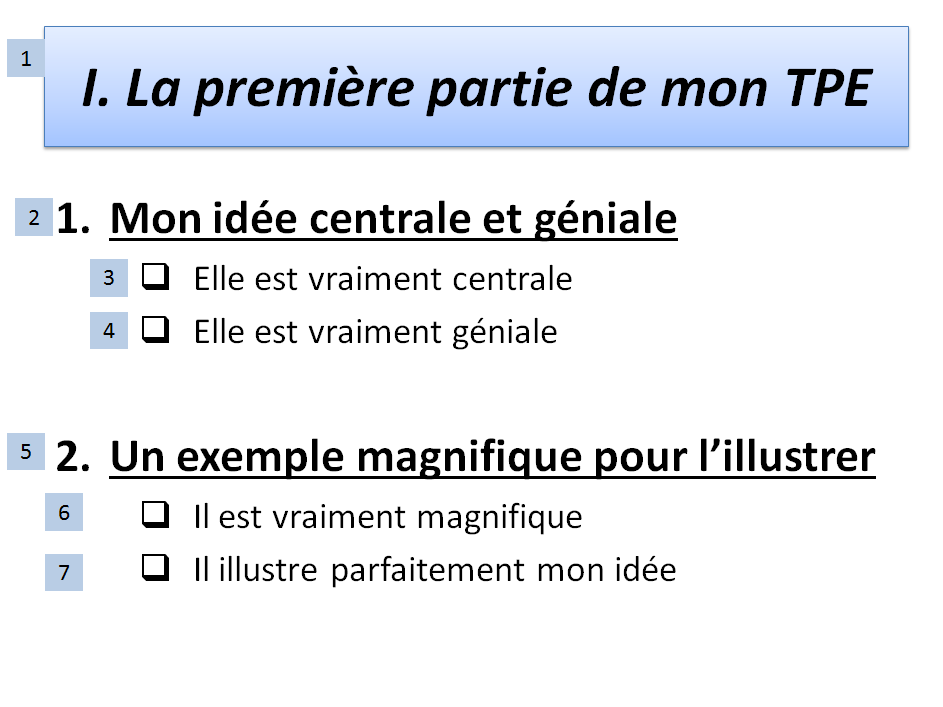 1 I. La première partie de mon TPE
2 1. Mon idée centrale et géniale
3 ❑ Elle est vraiment centrale
4 ❑ Elle est vraiment géniale
5 2. Un exemple magnifique pour l’illustrer
6 ❑ Il est vraiment magnifique
7 ❑ Il illustre parfaitement mon idée